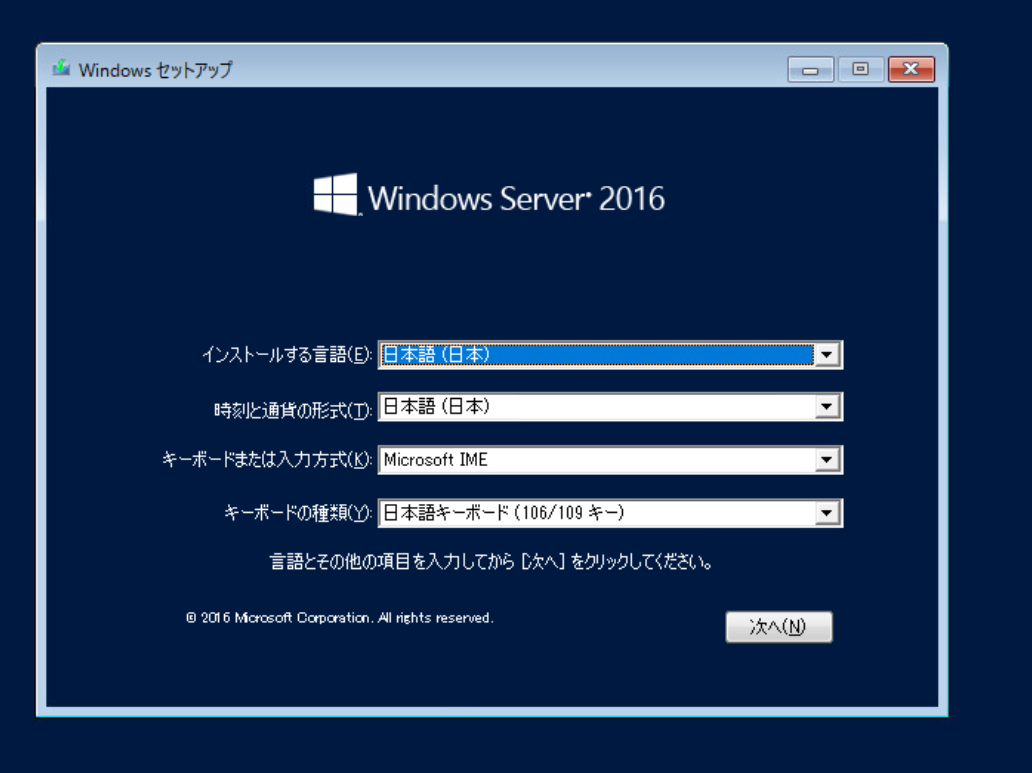 Windows セットアップ
Windows Server® 2016
インストールする言語(E): 日本語 (日本)
時刻と通貨の形式(T): 日本語 (日本)
キーボードまたは入力方式(K): Microsoft IME
キーボードの種類(Y): 日本語キーボード (106/109 キー)
言語とその他の項目を入力してから [次へ] をクリックしてください。
© 2016 Microsoft Corporation. All rights reserved.
次へ(N)